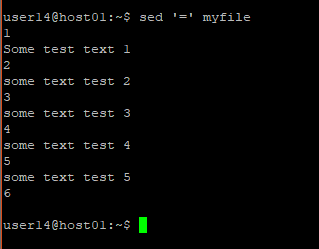 user14@host01:~$ sed '=' myfile
1
Some test text 1
2
some text test 2
3
some text test 3
4
some text test 4
5
some text test 5
6
user14@host01:~$